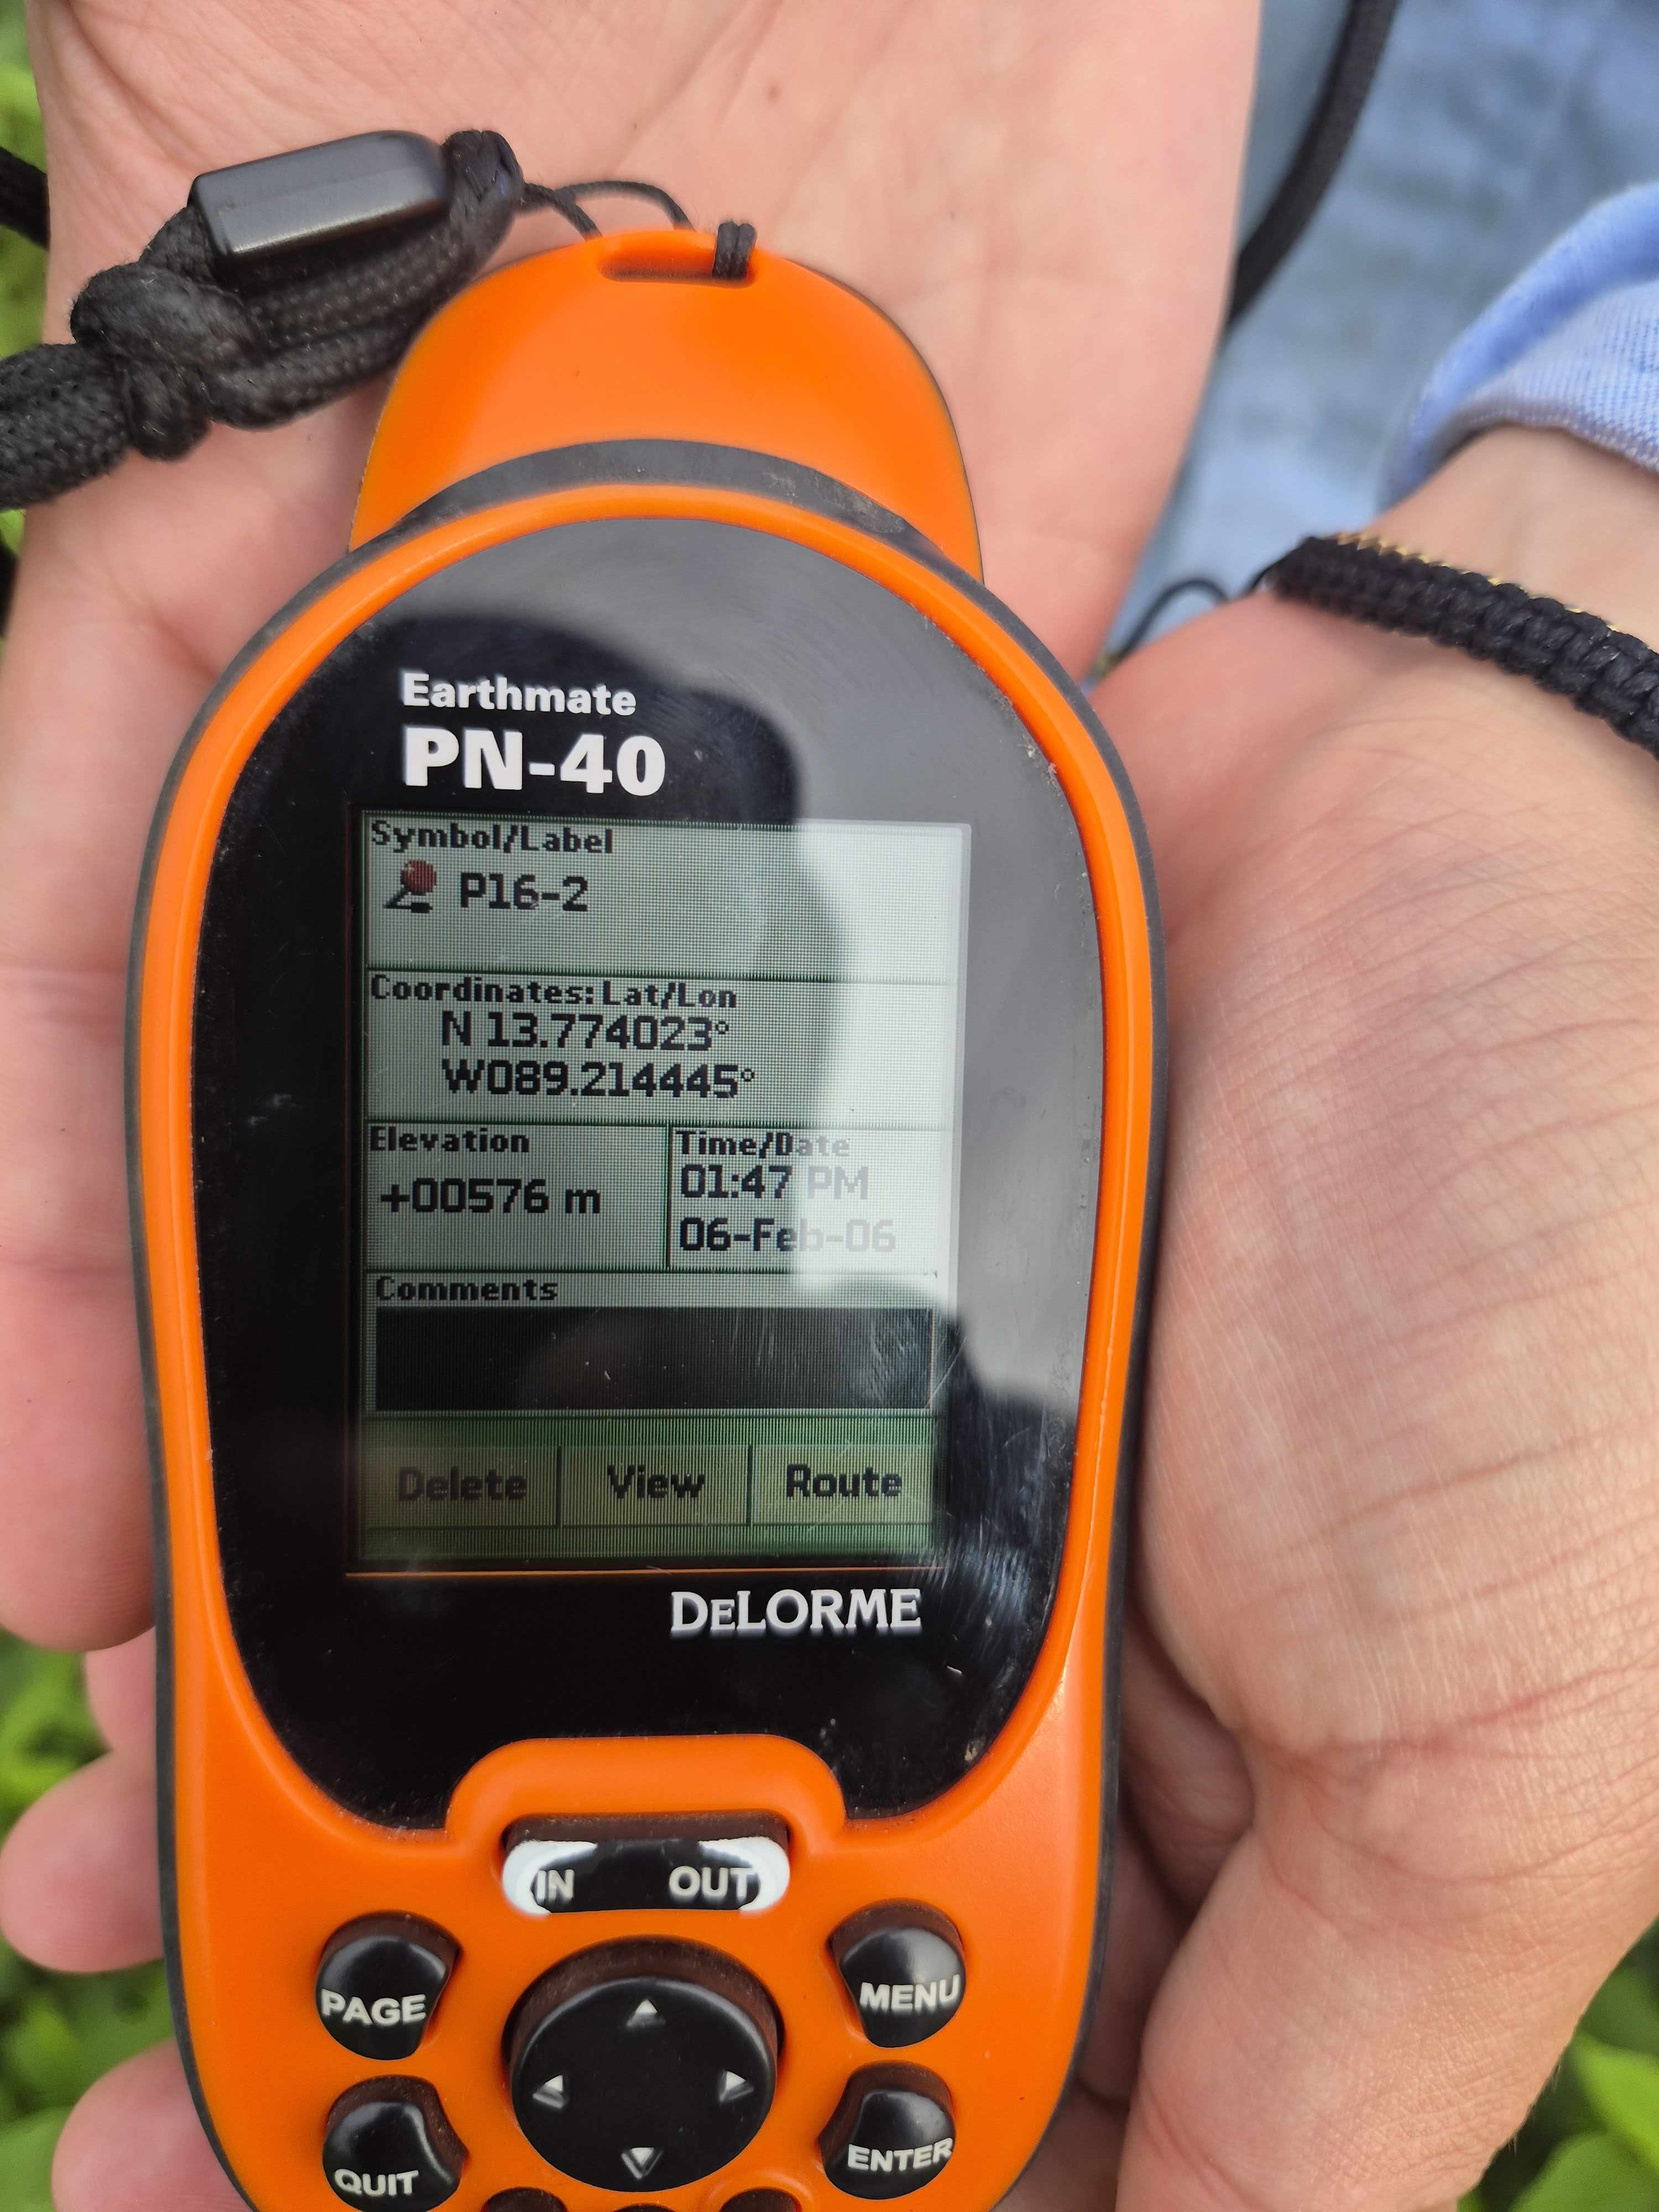 Earthmate
PN-40
Symbol/Label
P16-2
Coordinates: Lat/Lon
N 13.774023°
W089.214445°
Elevation
Time/Date
+00576 m
01:47 PM
06-Feb-06
Comments
Delete View Route
DELORME
IN OUT
PAGE MENU
QUIT ENTER